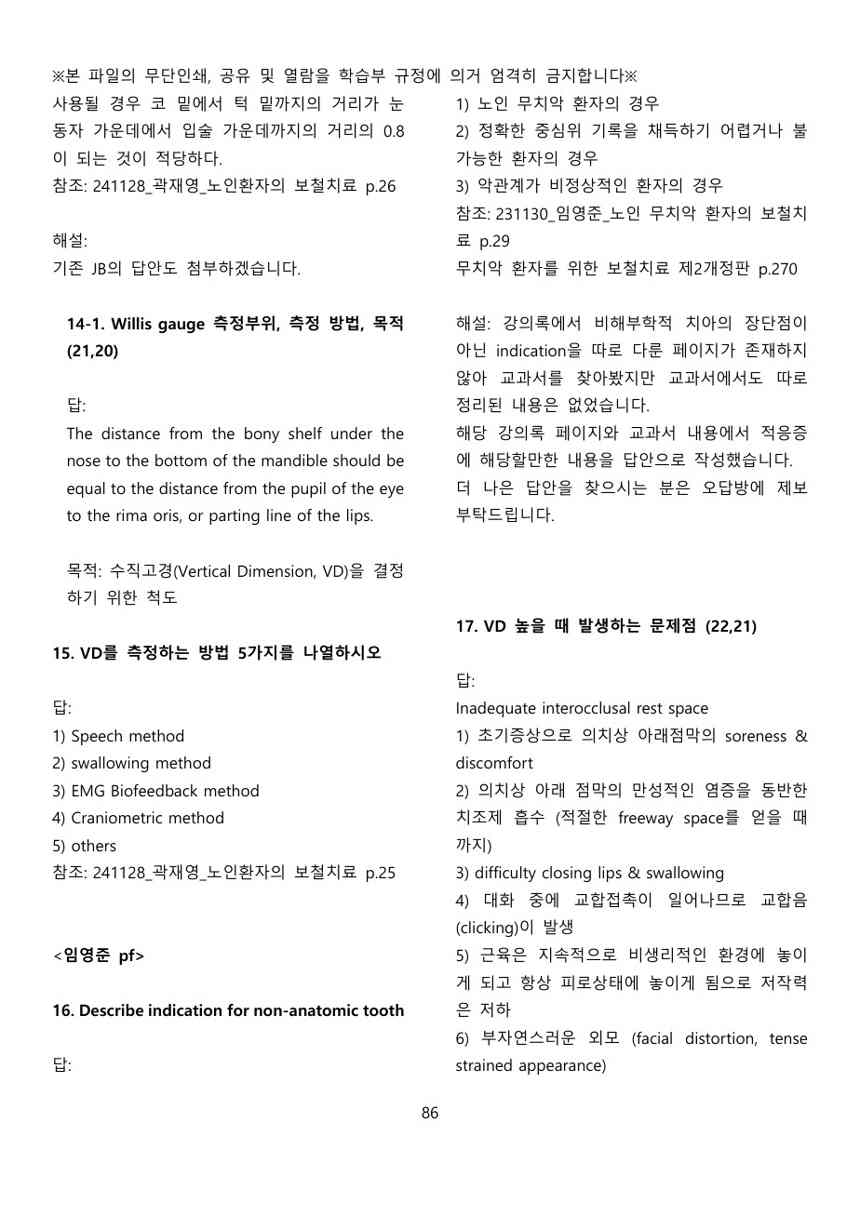 ※본 파일의 무단인쇄, 공유 및 열람을 학습부 규정에 의거 엄격히 금지합니다※
사용될 경우 코 밑에서 턱 밑까지의 거리가 눈
동자 가운데에서 입술 가운데까지의 거리의 0.8
이 되는 것이 적당하다.
참조: 241128_곽재영_노인환자의 보철치료 p.26
해설:
기존 JB의 답안도 첨부하겠습니다.
14-1. Willis gauge 측정부위, 측정 방법, 목적
(21,20)
답:
The distance from the bony shelf under the
nose to the bottom of the mandible should be
equal to the distance from the pupil of the eye
to the rima oris, or parting line of the lips.
목적: 수직고경(Vertical Dimension, VD)을 결정
하기 위한 척도
15. VD를 측정하는 방법 5가지를 나열하시오
답:
1) Speech method
2) swallowing method
3) EMG Biofeedback method
4) Craniometric method
5) others
참조: 241128_곽재영_노인환자의 보철치료 p.25
<임영준 pf>
16. Describe indication for non-anatomic tooth
답:
1) 노인 무치악 환자의 경우
2) 정확한 중심위 기록을 채득하기 어렵거나 불
가능한 환자의 경우
3) 악관계가 비정상적인 환자의 경우
참조: 231130_임영준_노인 무치악 환자의 보철치
료 p.29
무치악 환자를 위한 보철치료 제2개정판 p.270
해설: 강의록에서 비해부학적 치아의 장단점이
아닌 indication을 따로 다룬 페이지가 존재하지
않아 교과서를 찾아봤지만 교과서에서도 따로
정리된 내용은 없었습니다.
해당 강의록 페이지와 교과서 내용에서 적응증
에 해당할만한 내용을 답안으로 작성했습니다.
더 나은 답안을 찾으시는 분은 오답방에 제보
부탁드립니다.
17. VD 높을 때 발생하는 문제점 (22,21)
답:
Inadequate interocclusal rest space
1) 초기증상으로 의치상 아래점막의 soreness &
discomfort
2) 의치상 아래 점막의 만성적인 염증을 동반한
치조제 흡수 (적절한 freeway space를 얻을 때
까지)
3) difficulty closing lips & swallowing
4) 대화 중에 교합접촉이 일어나므로 교합음
(clicking)이 발생
5) 근육은 지속적으로 비생리적인 환경에 놓이
게 되고 항상 피로상태에 놓이게 됨으로 저작력
은 저하
6) 부자연스러운 외모 (facial distortion, tense
strained appearance)
86